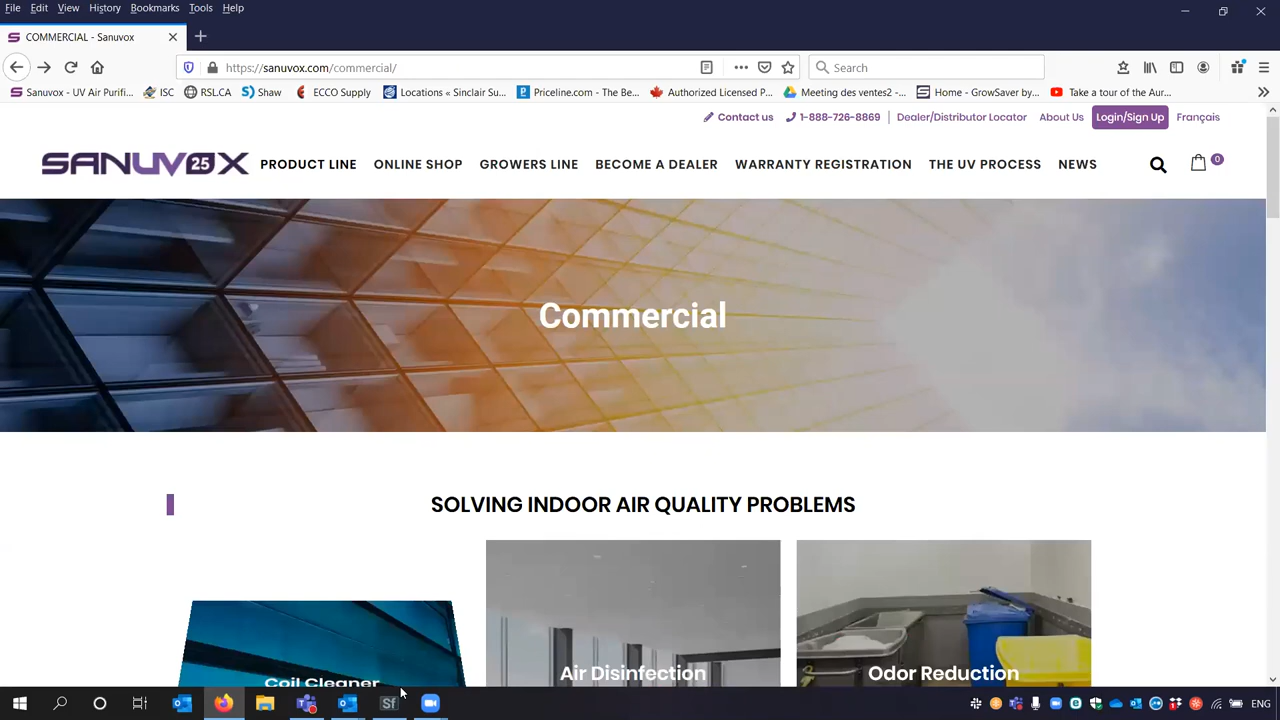 File Edit View History Bookmarks Tools Help
COMMERCIAL - Sanuvox
https://sanuvox.com/commercial/
Search
Sanuvox - UV Air Purifi... ISC RSL.CA Shaw ECCO Supply Locations « Sinclair Su... Priceline.com - The Be... Authorized Licensed P... Meeting des ventes2 -... Home - GrowSaver by... Take a tour of the Aur...
Contact us 1-888-726-8869 Dealer/Distributor Locator About Us Login/Sign Up Français
SANUVOX 25 PRODUCT LINE ONLINE SHOP GROWERS LINE BECOME A DEALER WARRANTY REGISTRATION THE UV PROCESS NEWS 0
Commercial
SOLVING INDOOR AIR QUALITY PROBLEMS
Coil Cleaner Air Disinfection Odor Reduction
Sf ENG